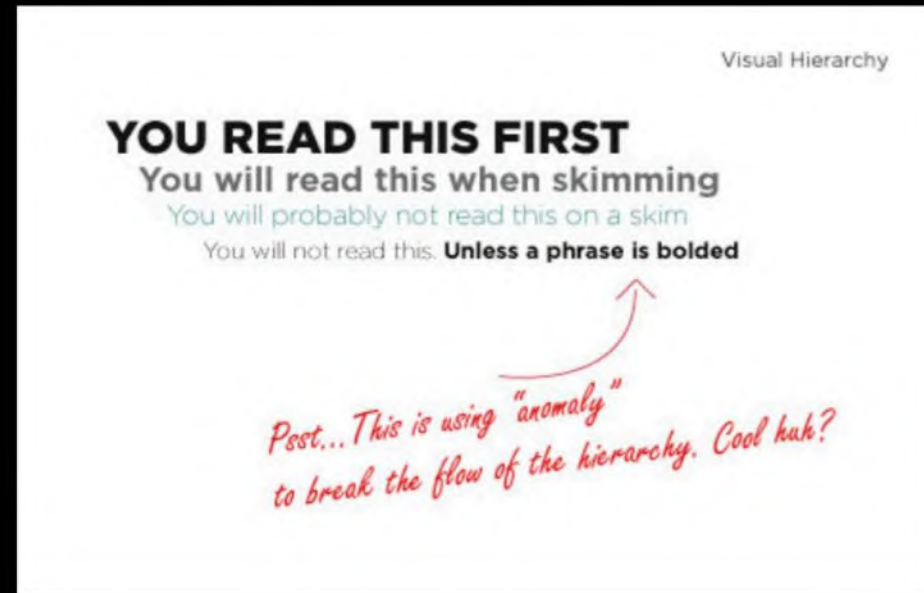 Visual Hierarchy
YOU READ THIS FIRST
You will read this when skimming
You will probably not read this on a skim
You will not read this. Unless a phrase is bolded
Psst...This is using "anomaly"
to break the flow of the hierarchy. Cool huh?